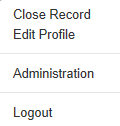 Close Record
Edit Profile
Administration
Logout